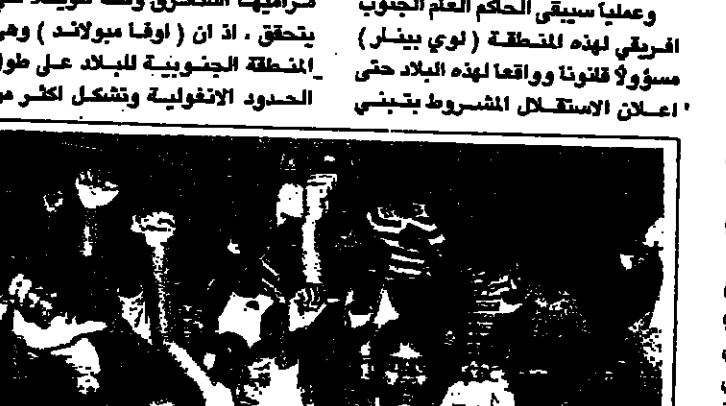 وعملياً سيبقى الحاكم العام الجنوب
افريقي لهذه المنطقة ( لوي بينار )
مسؤولاً قانوناً وواقعاً لهذه البلاد حتى
اعلان الاستقلال المشروط بتبني
يتحقق ، اذ ان ( اوفا مبولاند ) وهي
المنطقة الجنوبية للبلاد على طول
الحدود الانغولية وتشكل اكثر من